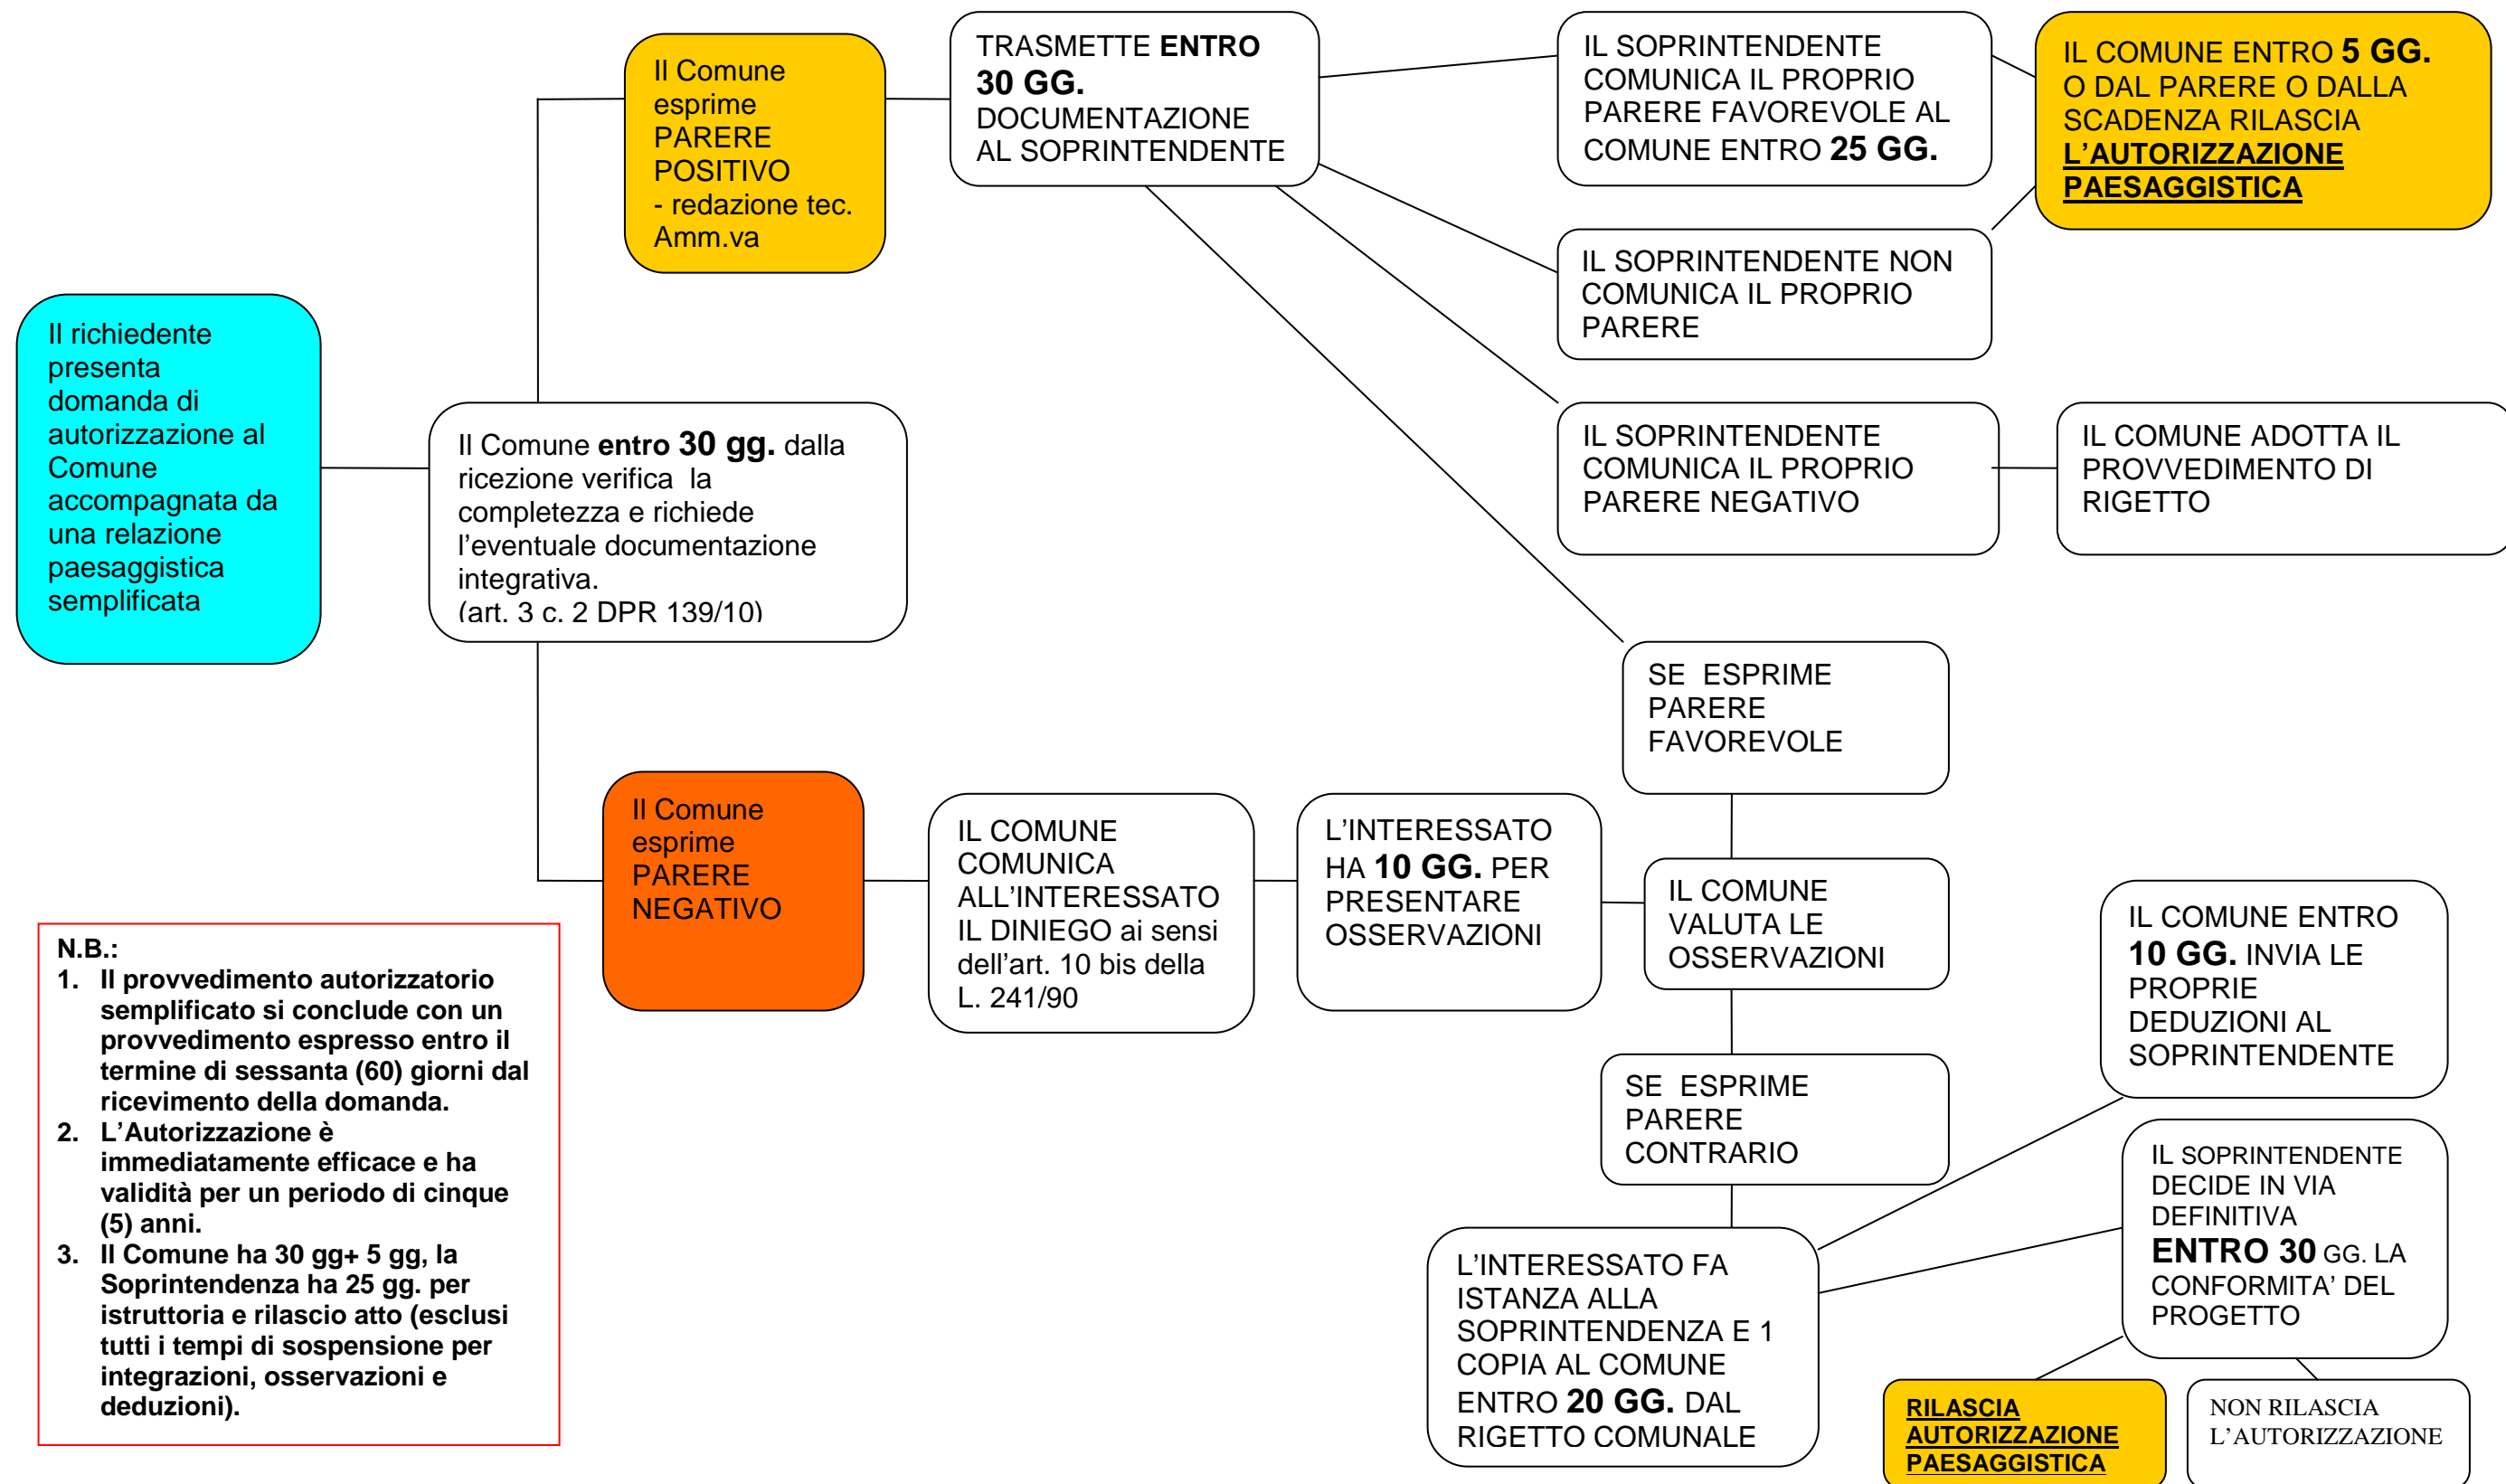 Il richiedente
presenta
domanda di
autorizzazione al
Comune
accompagnata da
una relazione
paesaggistica
semplificata
Il Comune entro 30 gg. dalla
ricezione verifica la
completezza e richiede
l’eventuale documentazione
integrativa.
(art. 3 c. 2 DPR 139/10)
Il Comune
esprime
PARERE
POSITIVO
- redazione tec.
Amm.va
TRASMETTE ENTRO
30 GG.
DOCUMENTAZIONE
AL SOPRINTENDENTE
IL SOPRINTENDENTE
COMUNICA IL PROPRIO
PARERE FAVOREVOLE AL
COMUNE ENTRO 25 GG.
IL COMUNE ENTRO 5 GG.
O DAL PARERE O DALLA
SCADENZA RILASCIA
L’AUTORIZZAZIONE
PAESAGGISTICA
IL SOPRINTENDENTE NON
COMUNICA IL PROPRIO
PARERE
IL SOPRINTENDENTE
COMUNICA IL PROPRIO
PARERE NEGATIVO
IL COMUNE ADOTTA IL
PROVVEDIMENTO DI
RIGETTO
Il Comune
esprime
PARERE
NEGATIVO
IL COMUNE
COMUNICA
ALL’INTERESSATO
IL DINIEGO ai sensi
dell’art. 10 bis della
L. 241/90
L’INTERESSATO
HA 10 GG. PER
PRESENTARE
OSSERVAZIONI
SE ESPRIME
PARERE
FAVOREVOLE
IL COMUNE
VALUTA LE
OSSERVAZIONI
SE ESPRIME
PARERE
CONTRARIO
L’INTERESSATO FA
ISTANZA ALLA
SOPRINTENDENZA E 1
COPIA AL COMUNE
ENTRO 20 GG. DAL
RIGETTO COMUNALE
IL COMUNE ENTRO
10 GG. INVIA LE
PROPRIE
DEDUZIONI AL
SOPRINTENDENTE
IL SOPRINTENDENTE
DECIDE IN VIA
DEFINITIVA
ENTRO 30 GG. LA
CONFORMITA’ DEL
PROGETTO
RILASCIA
AUTORIZZAZIONE
PAESAGGISTICA
NON RILASCIA
L’AUTORIZZAZIONE
N.B.:
1. Il provvedimento autorizzatorio
semplificato si conclude con un
provvedimento espresso entro il
termine di sessanta (60) giorni dal
ricevimento della domanda.
2. L’Autorizzazione è
immediatamente efficace e ha
validità per un periodo di cinque
(5) anni.
3. Il Comune ha 30 gg+ 5 gg, la
Soprintendenza ha 25 gg. per
istruttoria e rilascio atto (esclusi
tutti i tempi di sospensione per
integrazioni, osservazioni e
deduzioni).